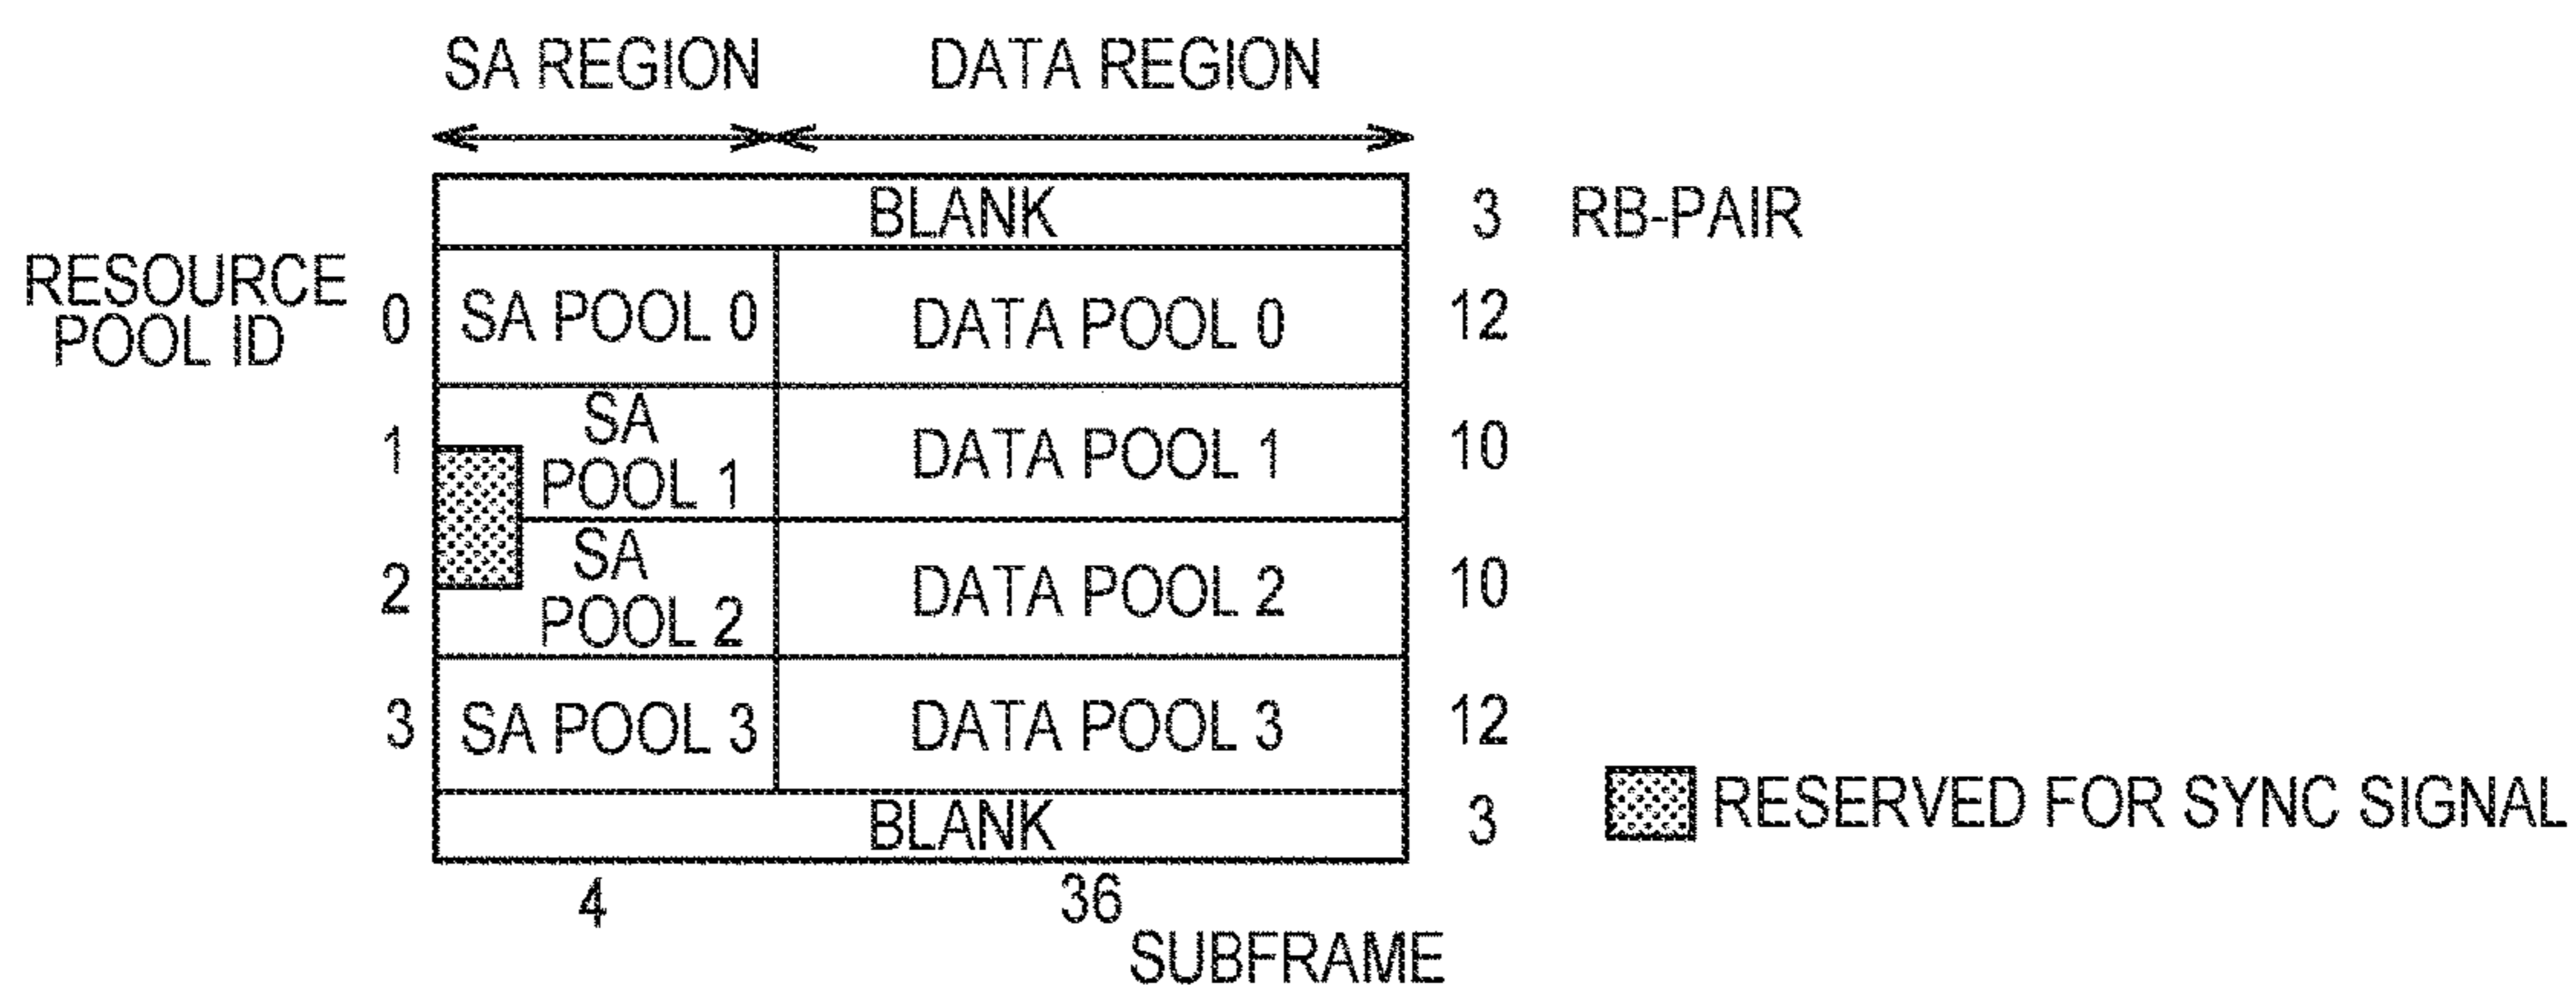 SA REGION DATA REGION
BLANK 3 RB-PAIR
RESOURCE
POOL ID
0 SA POOL 0 DATA POOL 0 12
1 SA
POOL 1 DATA POOL 1 10
2 SA
POOL 2 DATA POOL 2 10
3 SA POOL 3 DATA POOL 3 12
BLANK 3
RESERVED FOR SYNC SIGNAL
4 36
SUBFRAME